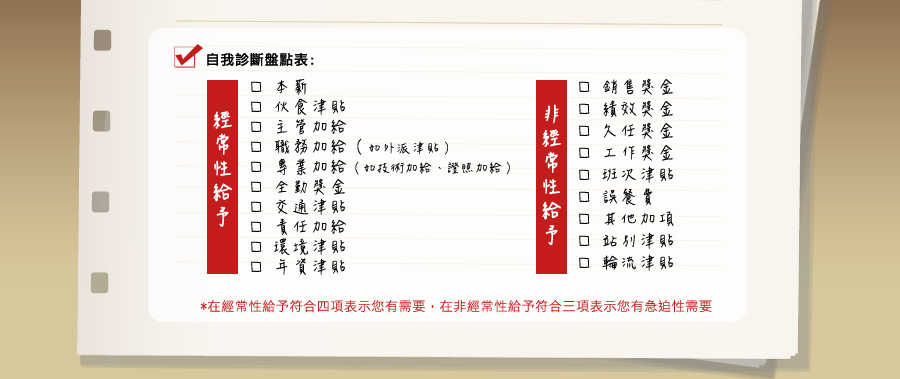 自我診斷盤點表：
經常性給予
□ 本薪
□ 伙食津貼
□ 主管加給
□ 職務加給（如外派津貼）
□ 專業加給（如技術加給、證照加給）
□ 全勤獎金
□ 交通津貼
□ 責任加給
□ 環境津貼
□ 年資津貼
非經常性給予
□ 銷售獎金
□ 績效獎金
□ 久任獎金
□ 工作獎金
□ 班次津貼
□ 誤餐費
□ 其他加項
□ 站別津貼
□ 輪流津貼
*在經常性給予符合四項表示您有需要，在非經常性給予符合三項表示您有急迫性需要